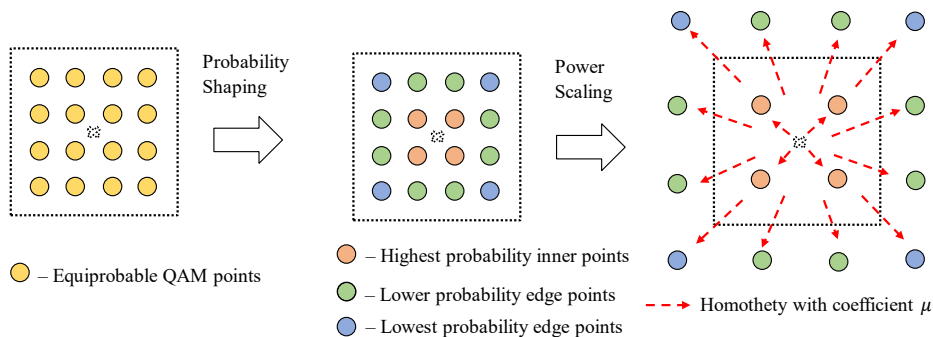 Probability
Shaping
Power
Scaling
– Equiprobable QAM points
– Highest probability inner points
– Lower probability edge points
– Lowest probability edge points
Homothety with coefficient μ